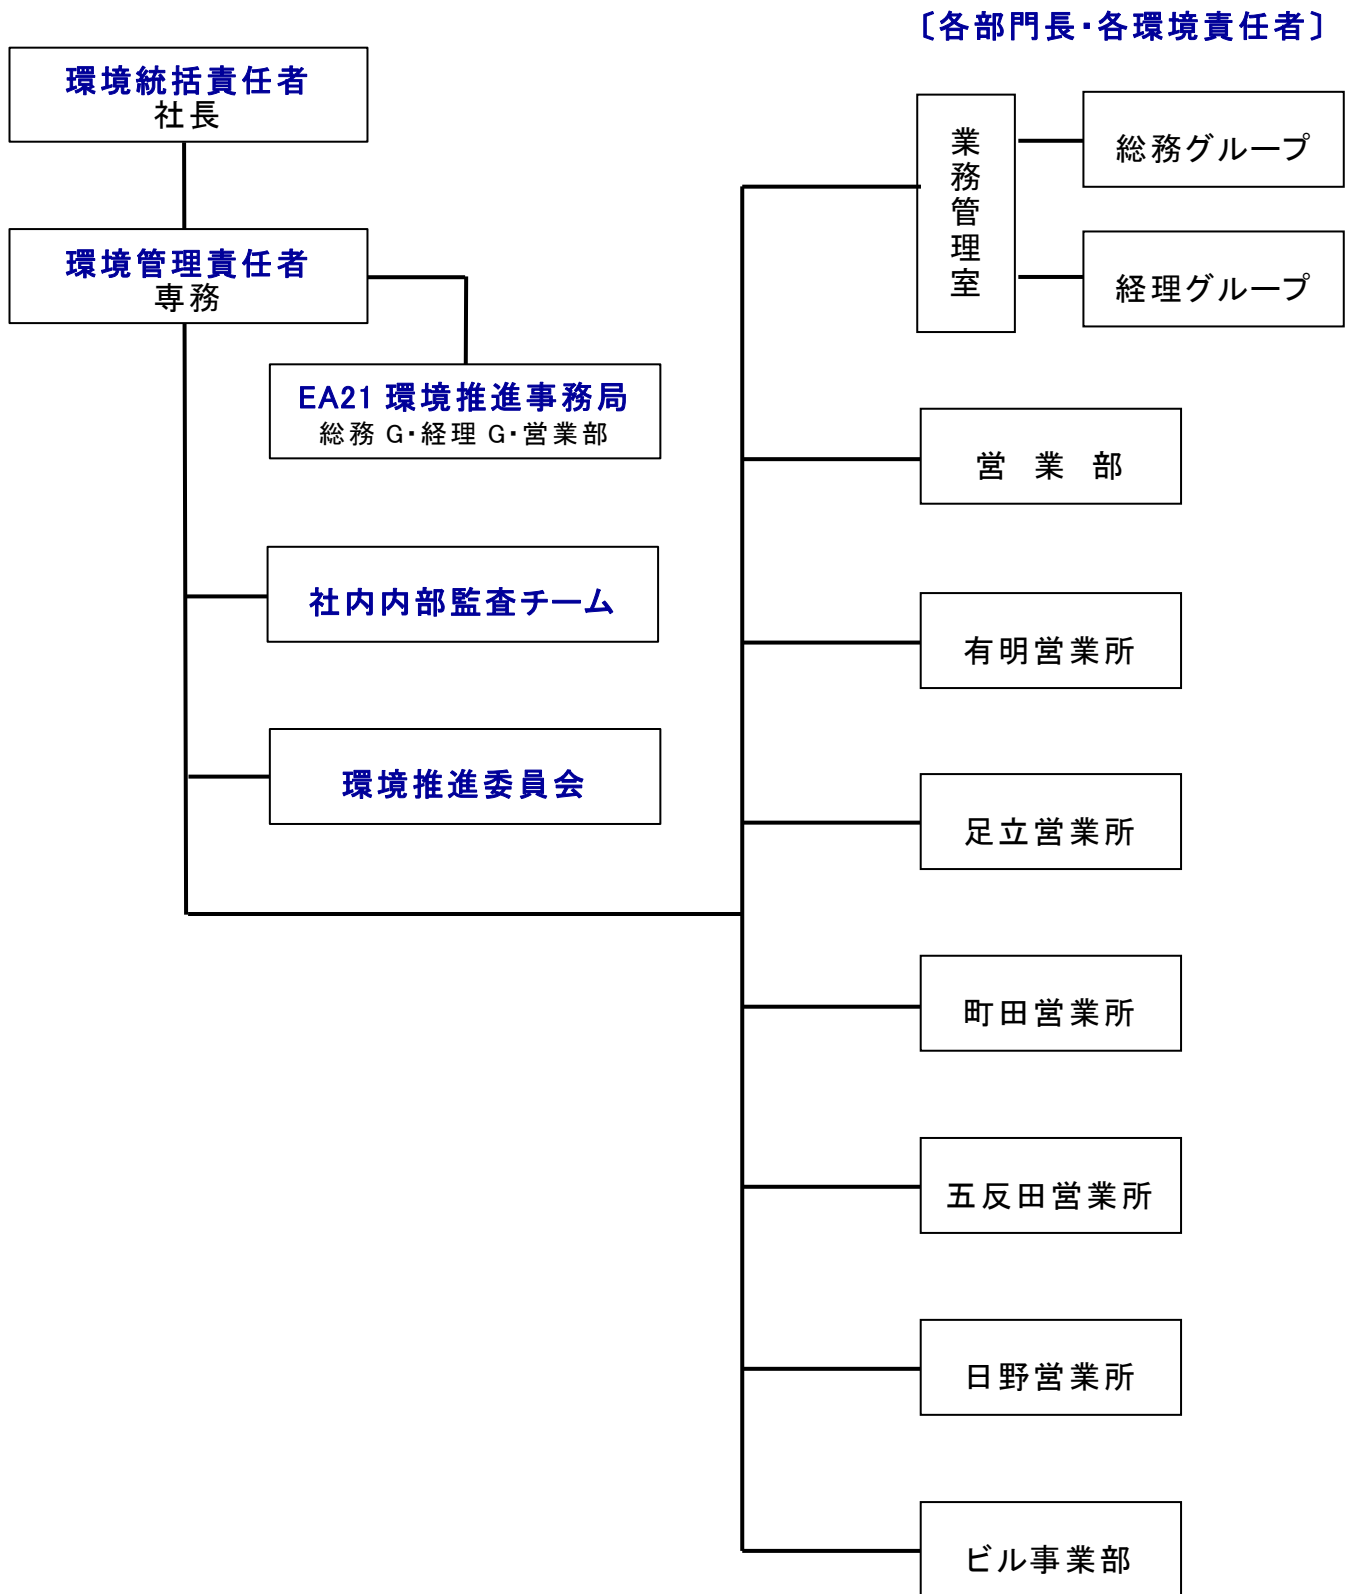 〔各部門長・各環境責任者〕
環境統括責任者
社長
環境管理責任者
専務
EA21 環境推進事務局
総務 G・経理 G・営業部
社内内部監査チーム
環境推進委員会
業務管理室
総務グループ
経理グループ
営 業 部
有明営業所
足立営業所
町田営業所
五反田営業所
日野営業所
ビル事業部